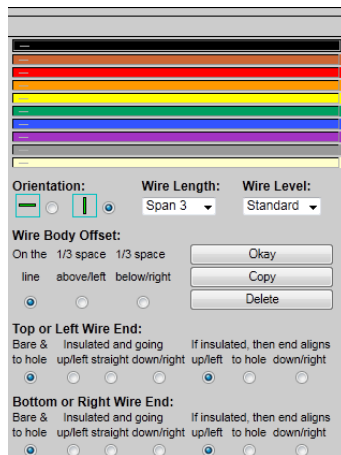 Orientation: Wire Length: Wire Level:
Span 3 Standard
Wire Body Offset:
On the 1/3 space 1/3 space Okay
line above/left below/right Copy
Delete
Top or Left Wire End:
Bare & Insulated and going If insulated, then end aligns
to hole up/left straight down/right up/left to hole down/right
Bottom or Right Wire End:
Bare & Insulated and going If insulated, then end aligns
to hole up/left straight down/right up/left to hole down/right